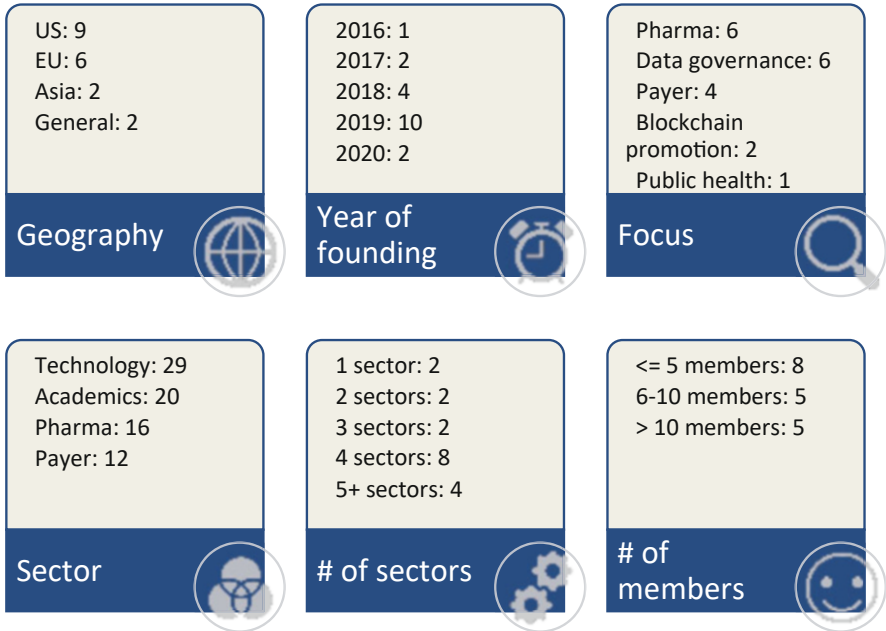 US: 9
EU: 6
Asia: 2
General: 2
Geography
2016: 1
2017: 2
2018: 4
2019: 10
2020: 2
Year of
founding
Pharma: 6
Data governance: 6
Payer: 4
Blockchain
promotion: 2
Public health: 1
Focus
Technology: 29
Academics: 20
Pharma: 16
Payer: 12
Sector
1 sector: 2
2 sectors: 2
3 sectors: 2
4 sectors: 8
5+ sectors: 4
# of sectors
<= 5 members: 8
6-10 members: 5
> 10 members: 5
# of
members